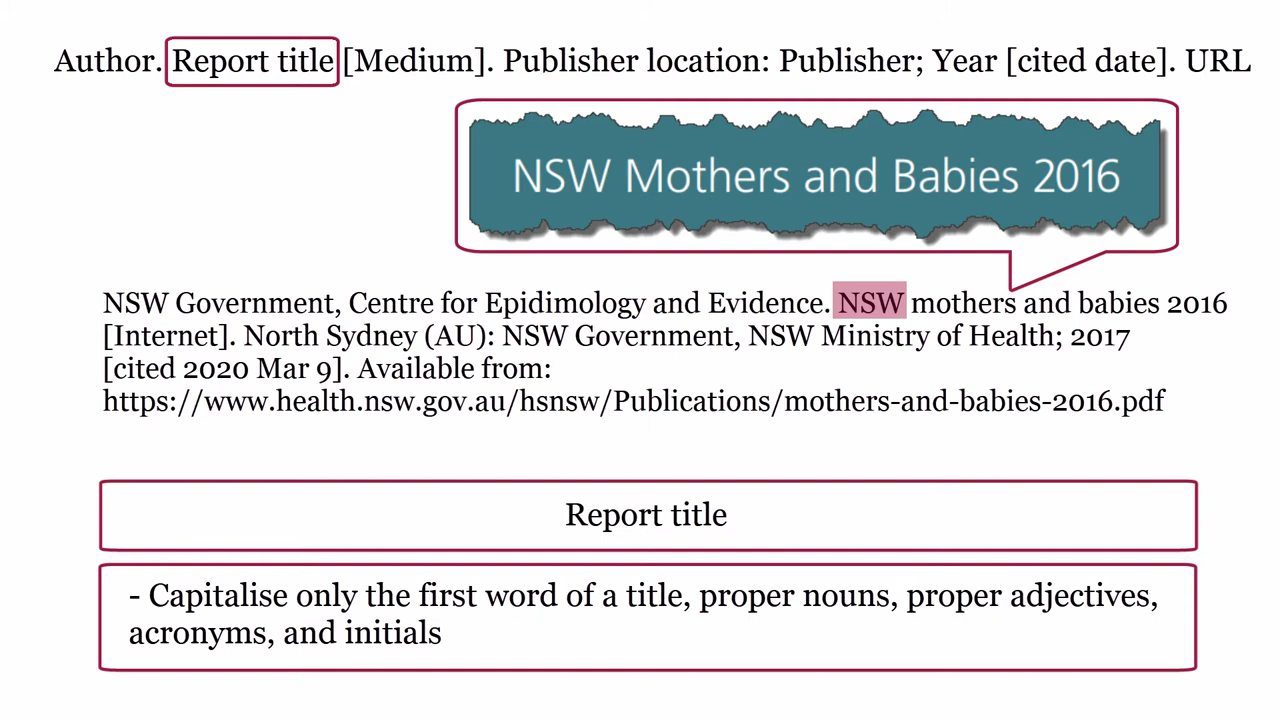 Author. Report title [Medium]. Publisher location: Publisher; Year [cited date]. URL
NSW Mothers and Babies 2016
NSW Government, Centre for Epidimology and Evidence. NSW mothers and babies 2016
[Internet]. North Sydney (AU): NSW Government, NSW Ministry of Health; 2017
[cited 2020 Mar 9]. Available from:
https://www.health.nsw.gov.au/hsnsw/Publications/mothers-and-babies-2016.pdf
Report title
- Capitalise only the first word of a title, proper nouns, proper adjectives,
acronyms, and initials